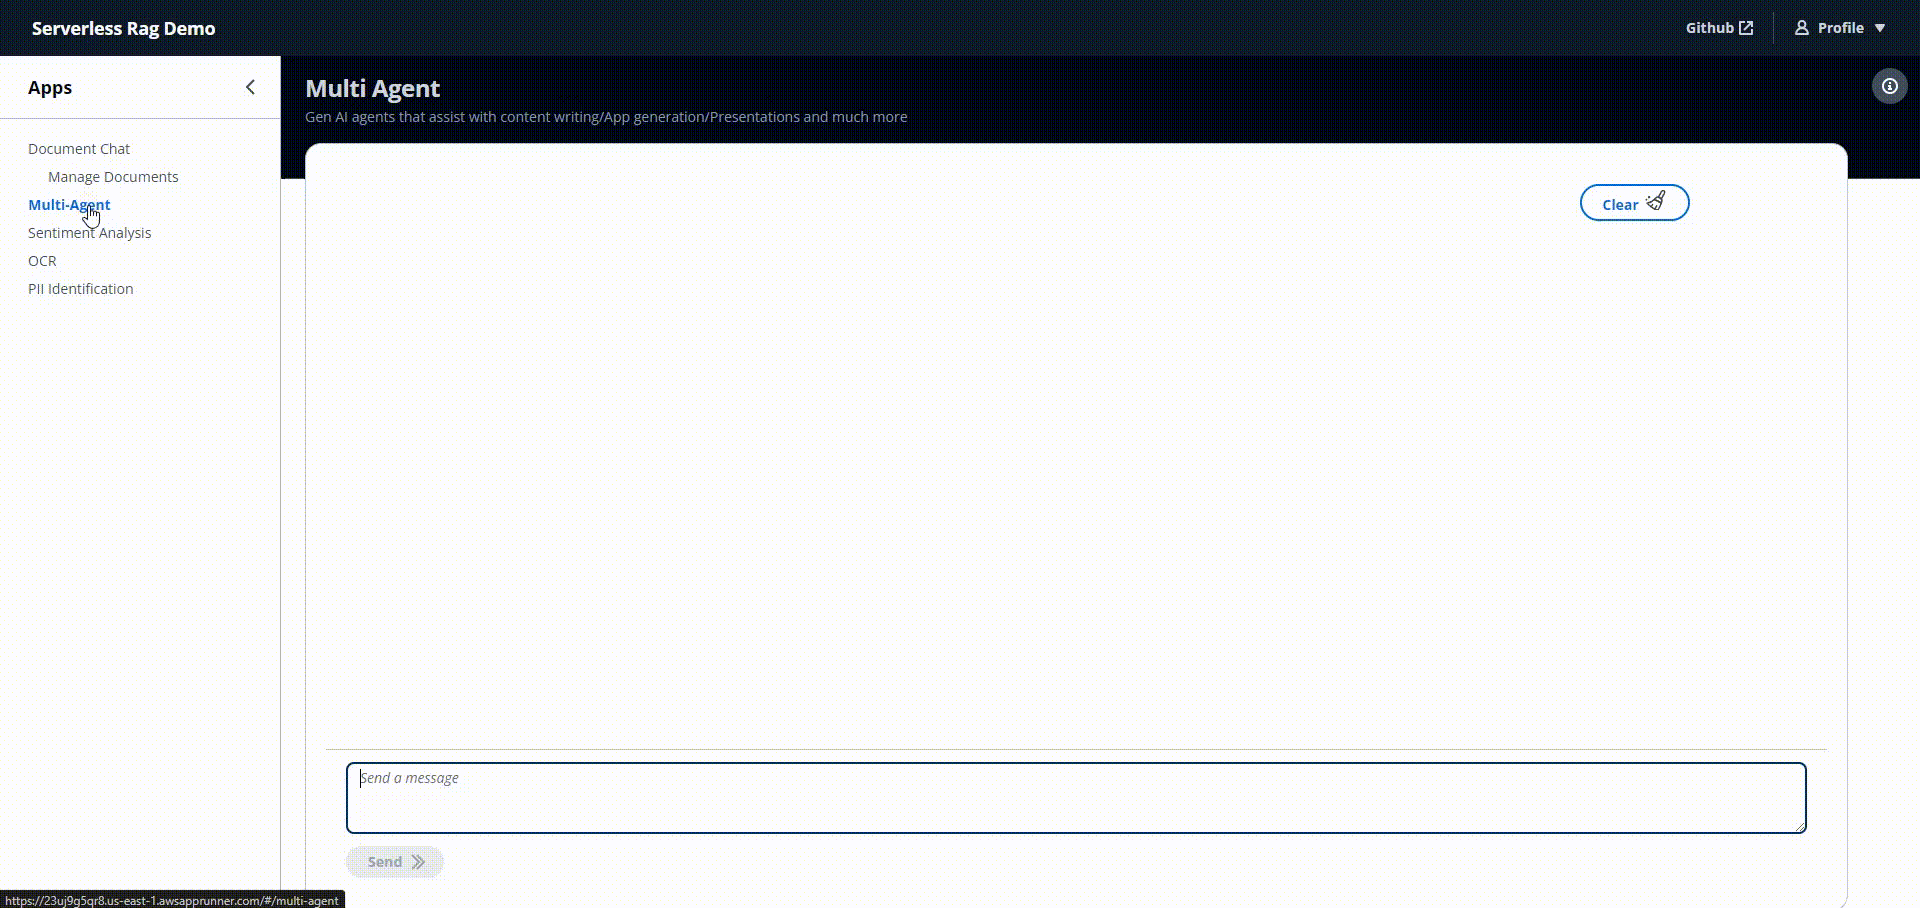 Serverless Rag Demo
Github
Profile
Apps
Document Chat
Manage Documents
Multi-Agent
Sentiment Analysis
OCR
PII Identification
Multi Agent
Gen AI agents that assist with content writing/App generation/Presentations and much more
Clear
Send a message
Send
https://23uj9g5qr8.us-east-1.awsapprunner.com/#/multi-agent